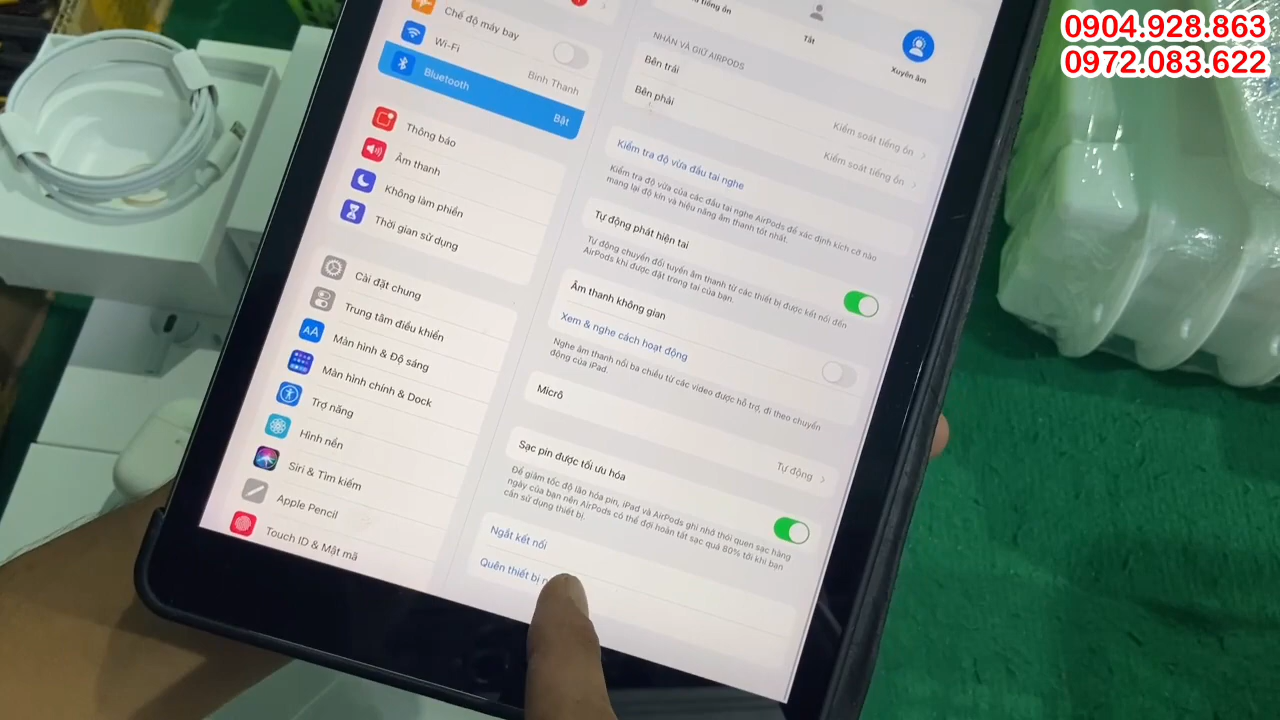 0904.928.863
0972.083.622
Chế độ máy bay
Wi-Fi
Bình Thanh
Bluetooth
Bật
Thông báo
Âm thanh
Không làm phiền
Thời gian sử dụng
Cài đặt chung
Trung tâm điều khiển
AA
Màn hình & Độ sáng
Màn hình chính & Dock
Trợ năng
Hình nền
Siri & Tìm kiếm
Apple Pencil
Touch ID & Mật mã
tiếng ồn
Tắt
Xuyên âm
NHẤN VÀ GIỮ AIRPODS
Bên trái
Kiểm soát tiếng ồn
Bên phải
Kiểm soát tiếng ồn
Kiểm tra độ vừa đầu tai nghe
Kiểm tra độ vừa của các đầu tai nghe AirPods để xác định kích cỡ nào
mang lại độ kín và hiệu năng âm thanh tốt nhất.
Tự động phát hiện tai
Tự động chuyển đổi tuyến âm thanh từ các thiết bị được kết nối đến
AirPods khi được đặt trong tai của bạn.
Âm thanh không gian
Xem & nghe cách hoạt động
Nghe âm thanh nổi ba chiều từ các video được hỗ trợ, đi theo chuyển
động của iPad.
Micrô
Tự động
Sạc pin được tối ưu hóa
Để giảm tốc độ lão hóa pin, iPad và AirPods ghi nhớ thói quen sạc hàng
ngày của bạn nên AirPods có thể đợi hoàn tất sạc quá 80% tới khi bạn
cần sử dụng thiết bị.
Ngắt kết nối
Quên thiết bị